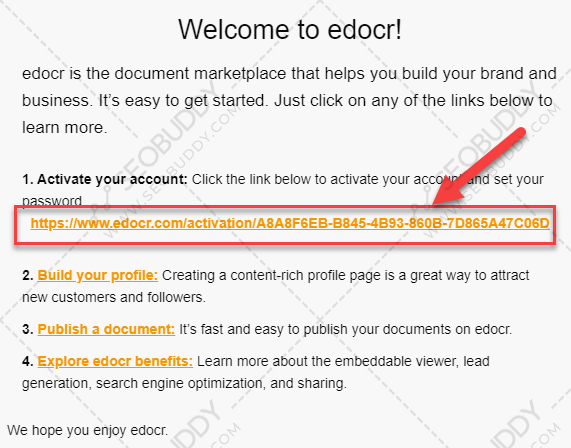 Welcome to edocr!
edocr is the document marketplace that helps you build your brand and
business. It's easy to get started. Just click on any of the links below to
learn more.
1. Activate your account: Click the link below to activate your account and set your
password
https://www.edocr.com/activation/A8A8F6EB-B845-4B93-860B-7D865A47C06D
2. Build your profile: Creating a content-rich profile page is a great way to attract
new customers and followers.
3. Publish a document: It's fast and easy to publish your documents on edocr.
4. Explore edocr benefits: Learn more about the embeddable viewer, lead
generation, search engine optimization, and sharing.
We hope you enjoy edocr.
SEOBUDDY
WWW.SEOBUDDY.COM